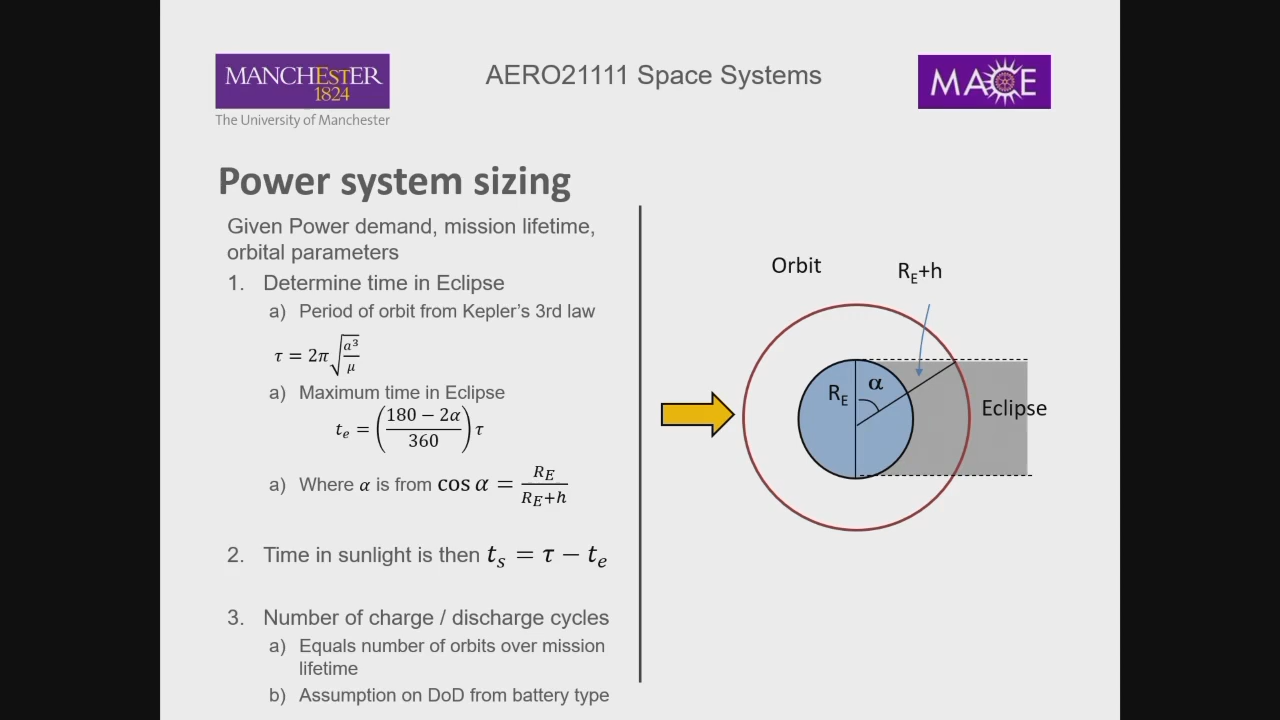 MANCHESTER
1824
The University of Manchester
AERO21111 Space Systems
MACE
Power system sizing
Given Power demand, mission lifetime,
orbital parameters
1. Determine time in Eclipse
a) Period of orbit from Kepler's 3rd law
τ = 2π√(a³/μ)
a) Maximum time in Eclipse
tₑ = ((180 − 2α)/360) τ
a) Where α is from cos α = R_E/(R_E+h)
2. Time in sunlight is then tₛ = τ − tₑ
3. Number of charge / discharge cycles
a) Equals number of orbits over mission
lifetime
b) Assumption on DoD from battery type
Orbit
R_E+h
R_E
α
Eclipse